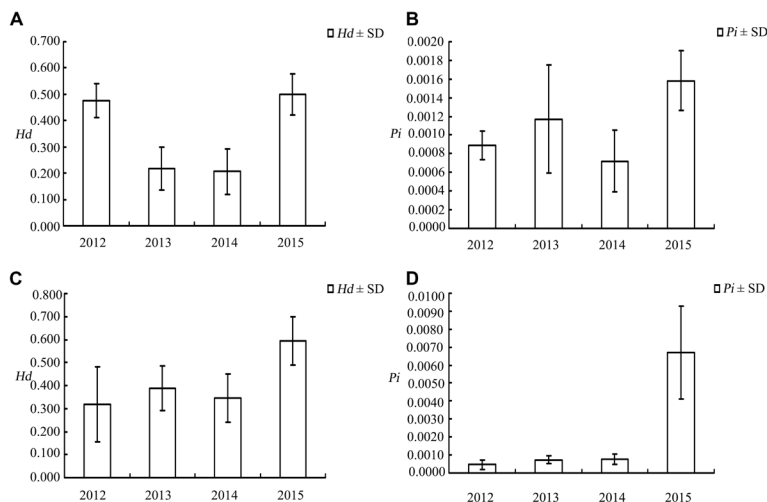 A
Hd ± SD
0.700
0.600
0.500
0.400
Hd
0.300
0.200
0.100
0.000
2012 2013 2014 2015
B
Pi ± SD
0.0020
0.0018
0.0016
0.0014
0.0012
0.0010
Pi
0.0008
0.0006
0.0004
0.0002
0.0000
2012 2013 2014 2015
C
Hd ± SD
0.800
0.700
0.600
0.500
Hd
0.400
0.300
0.200
0.100
0.000
2012 2013 2014 2015
D
Pi ± SD
0.0100
0.0090
0.0080
0.0070
0.0060
Pi
0.0050
0.0040
0.0030
0.0020
0.0010
0.0000
2012 2013 2014 2015